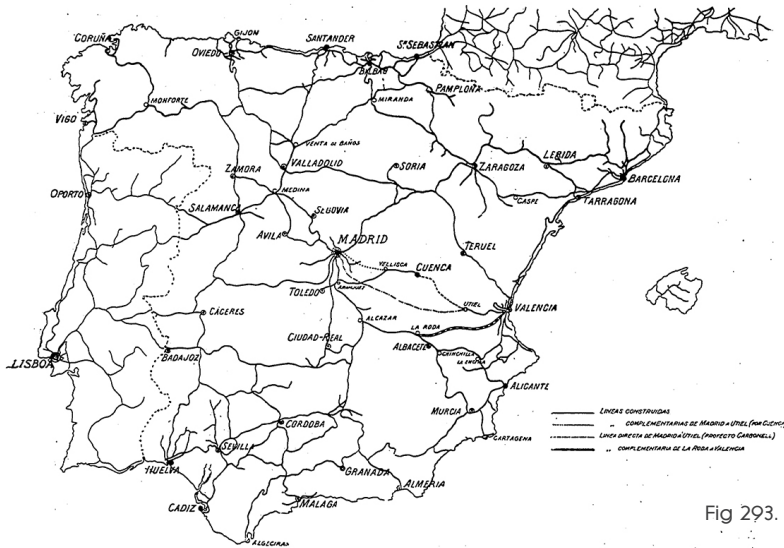 GIJON
CORUÑA
SANTANDER
Sn SEBASTIAN
OVIEDO
BILBAO
PAMPLONA
MONFORTE
MIRANDA
VIGO
VENTA DE BAÑOS
ZAMORA
VALLADOLID
SORIA
ZARAGOZA
LERIDA
BARCELONA
OPORTO
MEDINA
CASPE
TARRAGONA
SALAMANCA
SEGOVIA
AVILA
MADRID
TERUEL
VELLISCA
CUENCA
TOLEDO
ARANJUEZ
UTIEL
VALENCIA
CÁCERES
ALCAZAR
LA RODA
CIUDAD-REAL
ALBACETE
CHINCHILLA
LA ENCINA
LISBOA
BADAJOZ
ALICANTE
MURCIA
LINEAS CONSTRUIDAS
„ COMPLEMENTARIAS DE MADRID A UTIEL (POR CUENCA
LINEA DIRECTA DE MADRID A UTIEL (PROYECTO CARBONELL)
„ COMPLEMENTARIA DE LA RODA A VALENCIA
CORDOBA
CARTAGENA
SEVILLA
HUELVA
GRANADA
ALMERIA
CADIZ
MALAGA
ALGECIRAS
Fig 293.